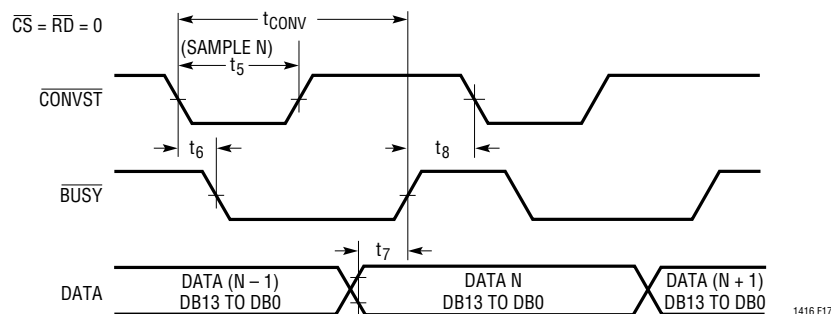 CS = RD = 0
tCONV
(SAMPLE N)
t5
CONVST
t6
t8
BUSY
t7
DATA
DATA (N – 1)
DB13 TO DB0
DATA N
DB13 TO DB0
DATA (N + 1)
DB13 TO DB0
1416 F17